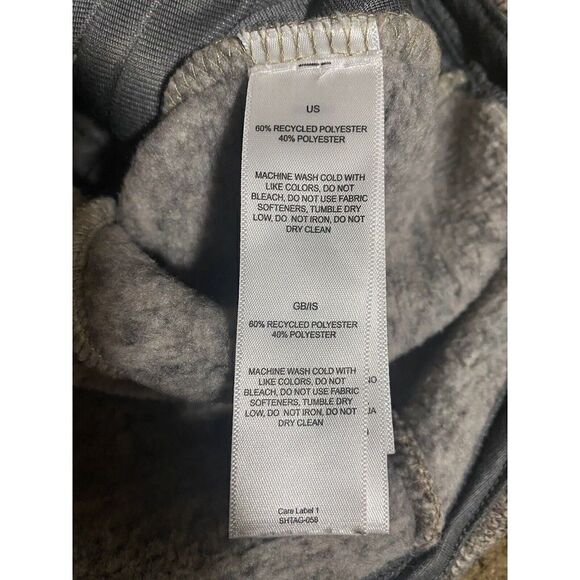 US
60% RECYCLED POLYESTER
40% POLYESTER
MACHINE WASH COLD WITH
LIKE COLORS, DO NOT
BLEACH, DO NOT USE FABRIC
SOFTENERS, TUMBLE DRY
LOW, DO NOT IRON, DO NOT
DRY CLEAN
GB/IS
60% RECYCLED POLYESTER
40% POLYESTER
MACHINE WASH COLD WITH
LIKE COLORS, DO NOT
BLEACH, DO NOT USE FABRIC
SOFTENERS, TUMBLE DRY
LOW, DO NOT IRON, DO NOT
DRY CLEAN
Care Label 1
SHTAG-058